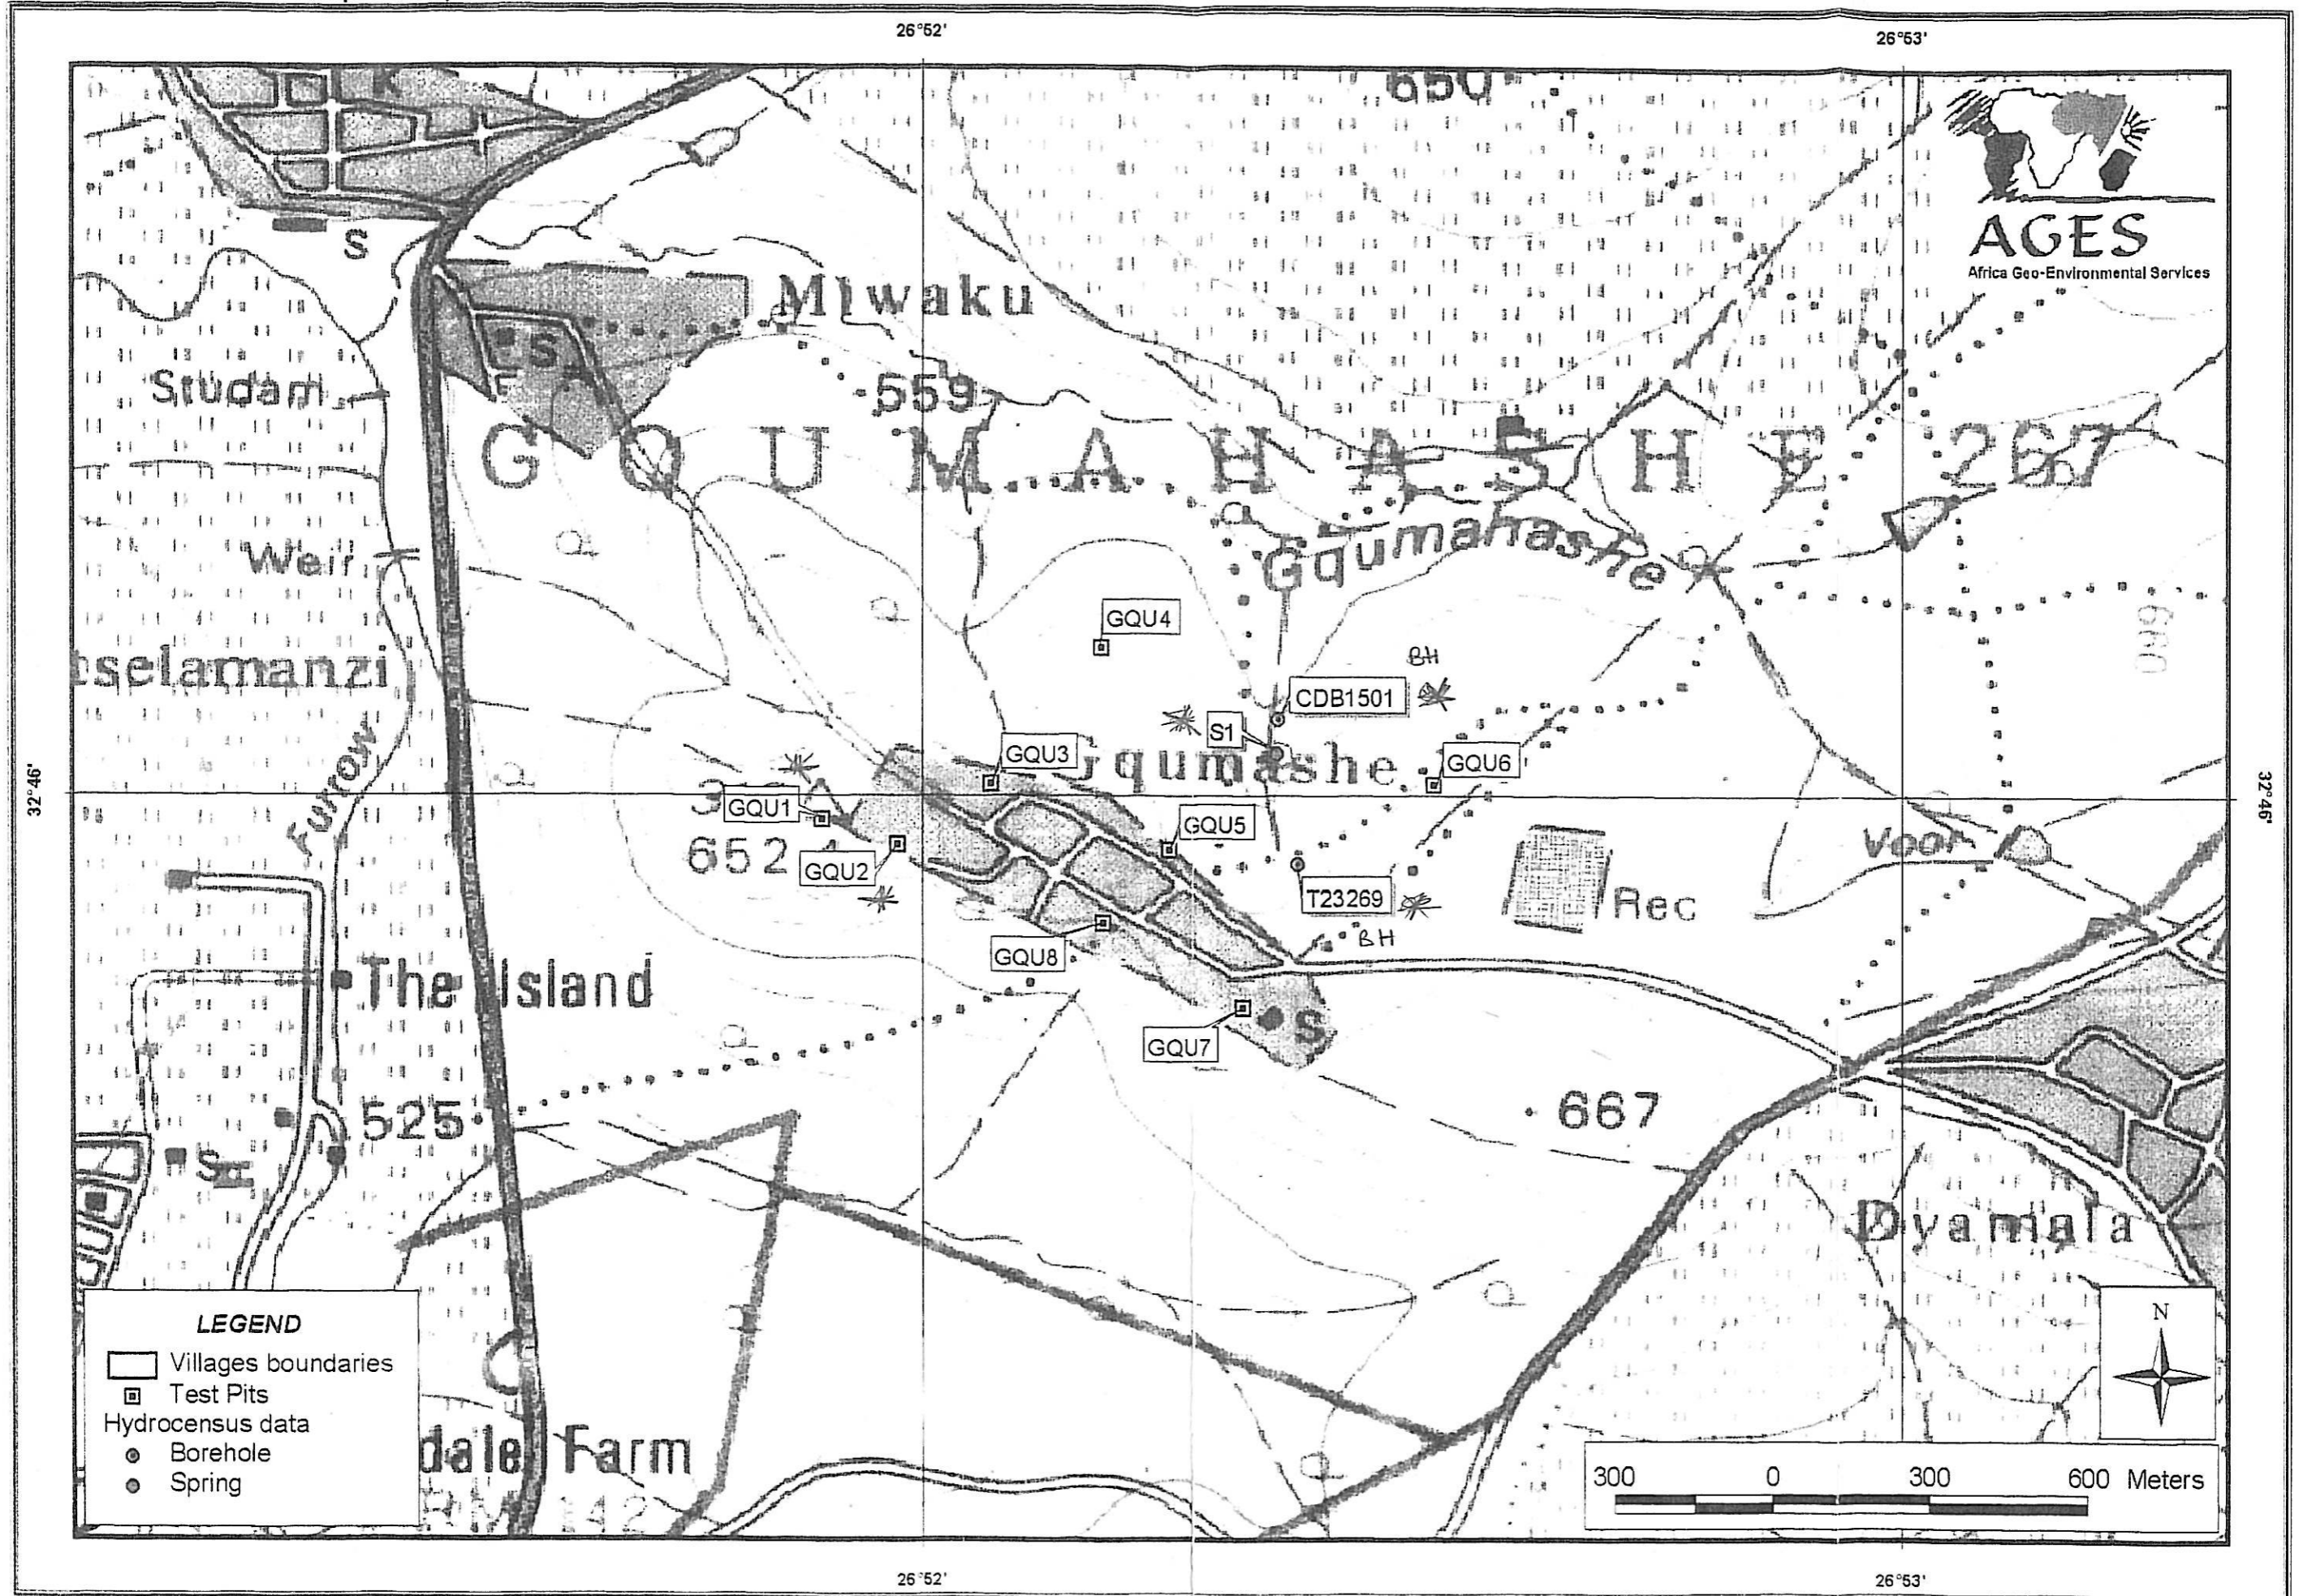 26°52'
26°53'
650
K
S
AGES
Africa Geo-Environmental Services
Mlwaku
S
Studam
559
GQUMAHASHE 267
Gqumahashe
Weir
GQU4
BH
CDB1501
S1
Gqumashe
GQU3
GQU6
Furrow
32°46'
32°46'
GQU1
652
GQU2
GQU5
Voor
T23269
BH
Rec
GQU8
The Island
GQU7
S
525
667
S
Dyamala
LEGEND
Villages boundaries
Test Pits
Hydrocensus data
Borehole
Spring
dale Farm
142
N
300 0 300 600 Meters
26°52'
26°53'